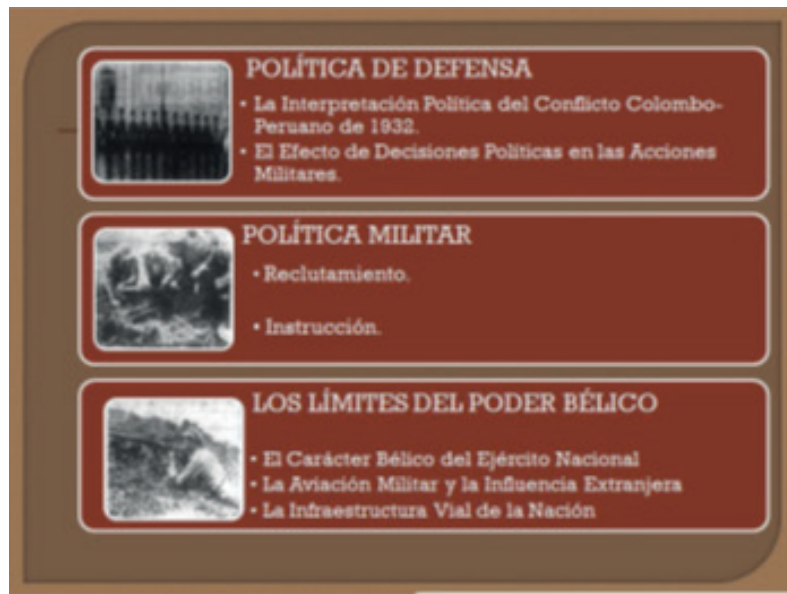 POLÍTICA DE DEFENSA
• La Interpretación Política del Conflicto Colombo-
Peruano de 1932.
• El Efecto de Decisiones Políticas en las Acciones
Militares.
POLÍTICA MILITAR
• Reclutamiento.
• Instrucción.
LOS LÍMITES DEL PODER BÉLICO
• El Carácter Bélico del Ejército Nacional
• La Aviación Militar y la Influencia Extranjera
• La Infraestructura Vial de la Nación